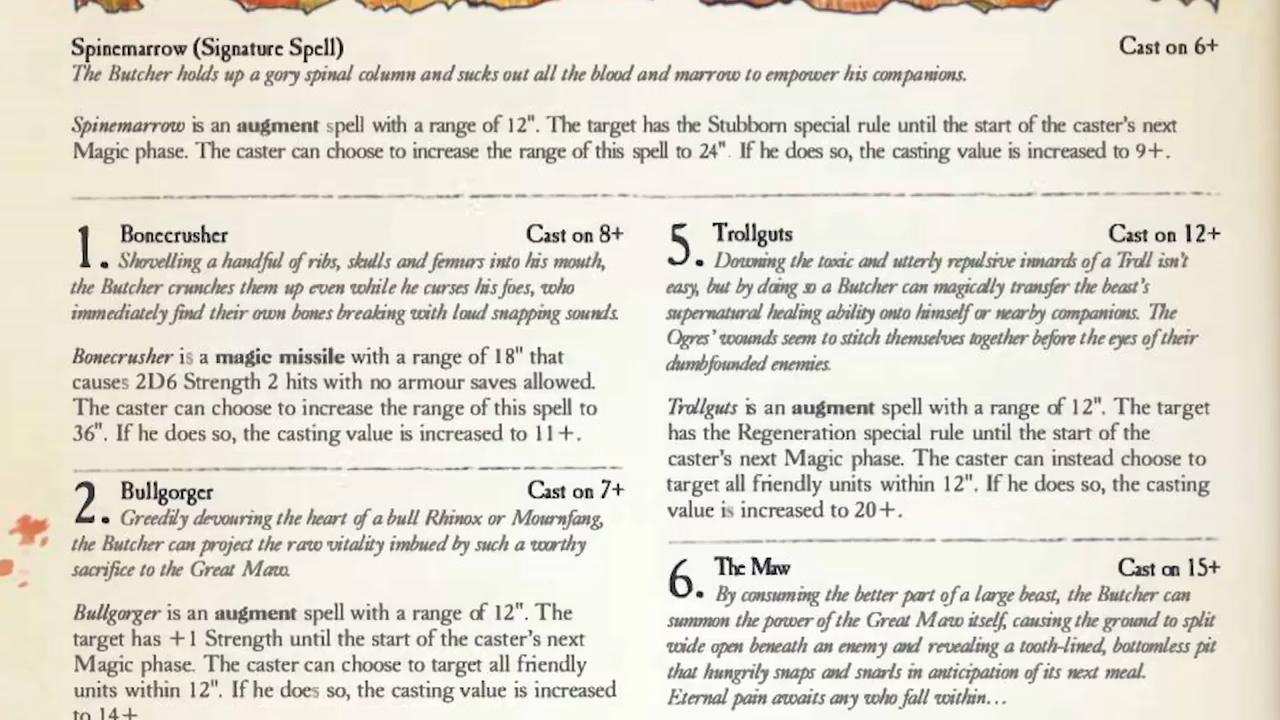 Spinemarrow (Signature Spell) Cast on 6+
The Butcher holds up a gory spinal column and sucks out all the blood and marrow to empower his companions.
Spinemarrow is an augment spell with a range of 12". The target has the Stubborn special rule until the start of the caster's next
Magic phase. The caster can choose to increase the range of this spell to 24". If he does so, the casting value is increased to 9+.
1. Bonecrusher Cast on 8+
Shovelling a handful of ribs, skulls and femurs into his mouth,
the Butcher crunches them up even while he curses his foes, who
immediately find their own bones breaking with loud snapping sounds.
Bonecrusher is a magic missile with a range of 18" that
causes 2D6 Strength 2 hits with no armour saves allowed.
The caster can choose to increase the range of this spell to
36". If he does so, the casting value is increased to 11+.
2. Bullgorger Cast on 7+
Greedily devouring the heart of a bull Rhinox or Mournfang,
the Butcher can project the raw vitality imbued by such a worthy
sacrifice to the Great Maw.
Bullgorger is an augment spell with a range of 12". The
target has +1 Strength until the start of the caster's next
Magic phase. The caster can choose to target all friendly
units within 12". If he does so, the casting value is increased
to 14+
5. Trollguts Cast on 12+
Downing the toxic and utterly repulsive innards of a Troll isn't
easy, but by doing so a Butcher can magically transfer the beast's
supernatural healing ability onto himself or nearby companions. The
Ogres' wounds seem to stitch themselves together before the eyes of their
dumbfounded enemies.
Trollguts is an augment spell with a range of 12". The target
has the Regeneration special rule until the start of the
caster's next Magic phase. The caster can instead choose to
target all friendly units within 12". If he does so, the casting
value is increased to 20+.
6. The Maw Cast on 15+
By consuming the better part of a large beast, the Butcher can
summon the power of the Great Maw itself, causing the ground to split
wide open beneath an enemy and revealing a tooth-lined, bottomless pit
that hungrily snaps and snarls in anticipation of its next meal.
Eternal pain awaits any who fall within...